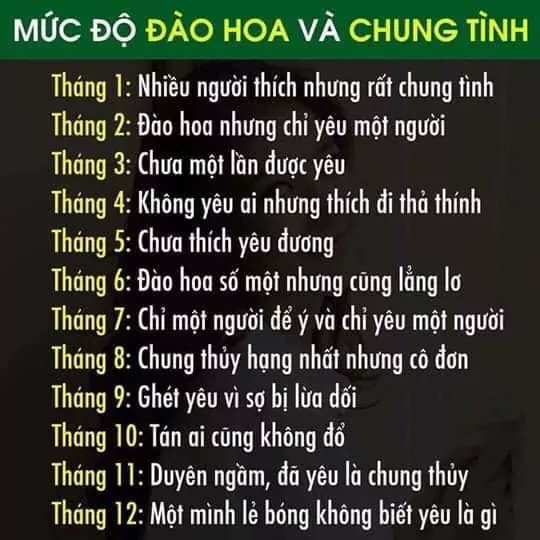 MỨC ĐỘ ĐÀO HOA VÀ CHUNG TÌNH
Tháng 1: Nhiều người thích nhưng rất chung tình
Tháng 2: Đào hoa nhưng chỉ yêu một người
Tháng 3: Chưa một lần được yêu
Tháng 4: Không yêu ai nhưng thích đi thả thính
Tháng 5: Chưa thích yêu đương
Tháng 6: Đào hoa số một nhưng cũng lẳng lơ
Tháng 7: Chỉ một người để ý và chỉ yêu một người
Tháng 8: Chung thủy hạng nhất nhưng cô đơn
Tháng 9: Ghét yêu vì sợ bị lừa dối
Tháng 10: Tán ai cũng không đổ
Tháng 11: Duyên ngầm, đã yêu là chung thủy
Tháng 12: Một mình lẻ bóng không biết yêu là gì